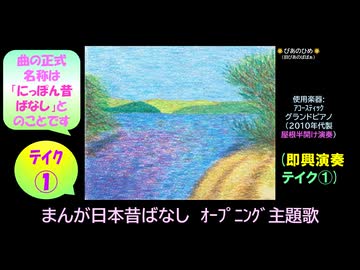 曲の正式
名称は
「にっぽん昔
ばなし」と
のことです
テイク
①
☀ぴあのひめ☀
(旧ぴあのぱぱぁ)
使用楽器:
ｱｺｰｽﾃｨｯｸ
グランドピアノ
(2010年代製
屋根半開け演奏)
(即興演奏
テイク①)
まんが日本昔ばなし ｵｰﾌﾟﾆﾝｸﾞ主題歌